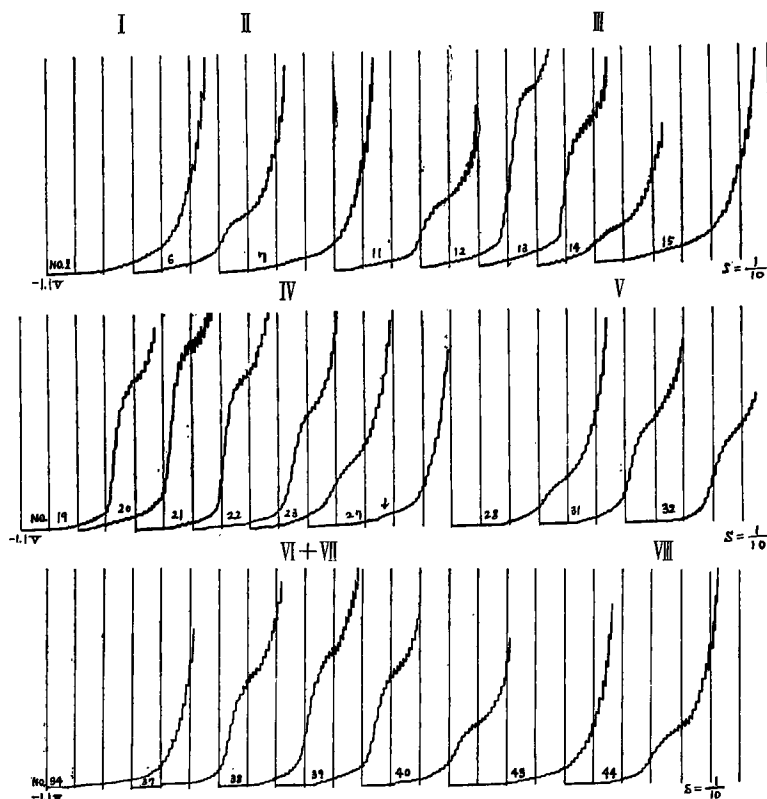 I II III
No.1 6 7 11 12 13 14 15
-1.1V S = 1/10
IV V
No. 19 20 21 22 23 27 ↓ 28 31 32
-1.1V S = 1/10
VI + VII VIII
No. 34 37 38 39 40 43 44
-1.1V S = 1/10